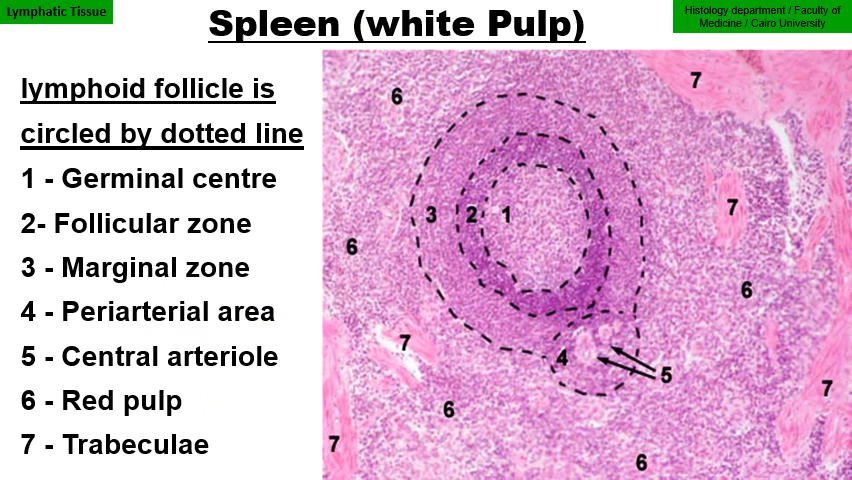 Lymphatic Tissue
Spleen (white Pulp)
Histology department / Faculty of
Medicine / Cairo University
lymphoid follicle is
circled by dotted line
1 - Germinal centre
2- Follicular zone
3 - Marginal zone
4 - Periarterial area
5 - Central arteriole
6 - Red pulp
7 - Trabeculae
7
6
7
3 2 1
6
6
7
4
5
7
6
7
6